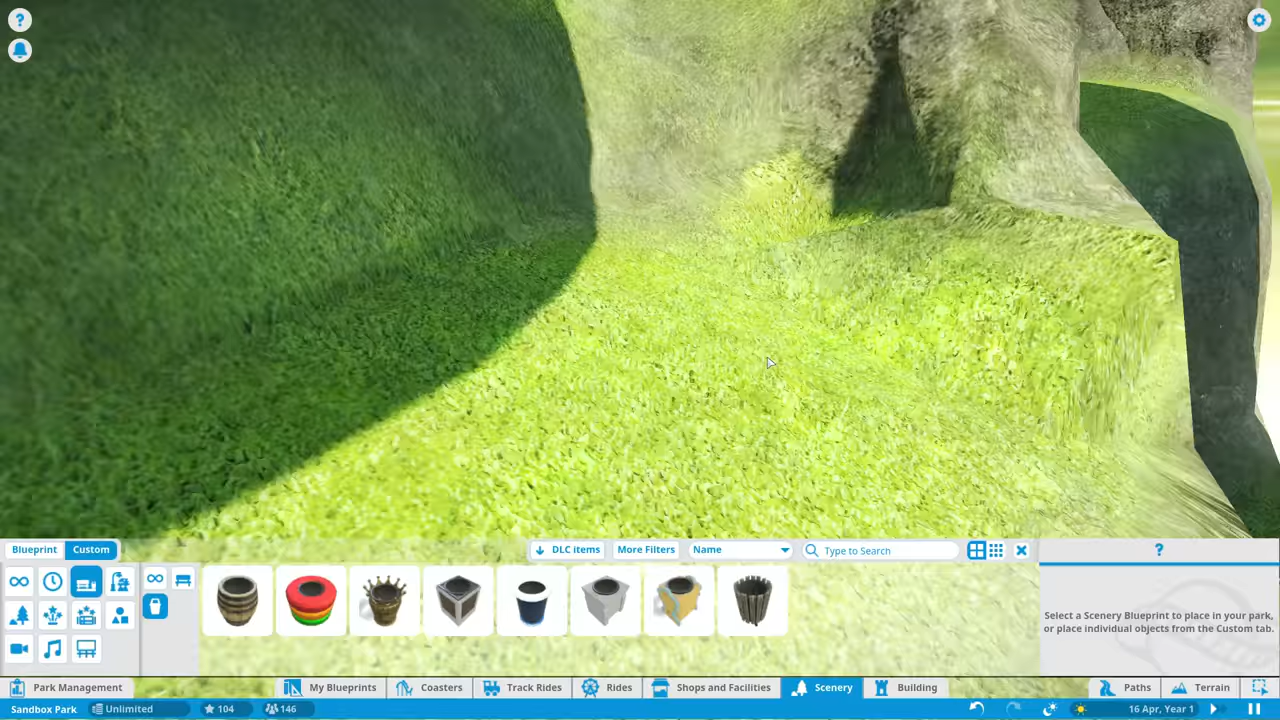 ?
Blueprint Custom
DLC items More Filters Name Type to Search
?
Select a Scenery Blueprint to place in your park,
or place individual objects from the Custom tab.
Park Management My Blueprints Coasters Track Rides Rides Shops and Facilities Scenery Building Paths Terrain
Sandbox Park Unlimited 104 146 16 Apr, Year 1